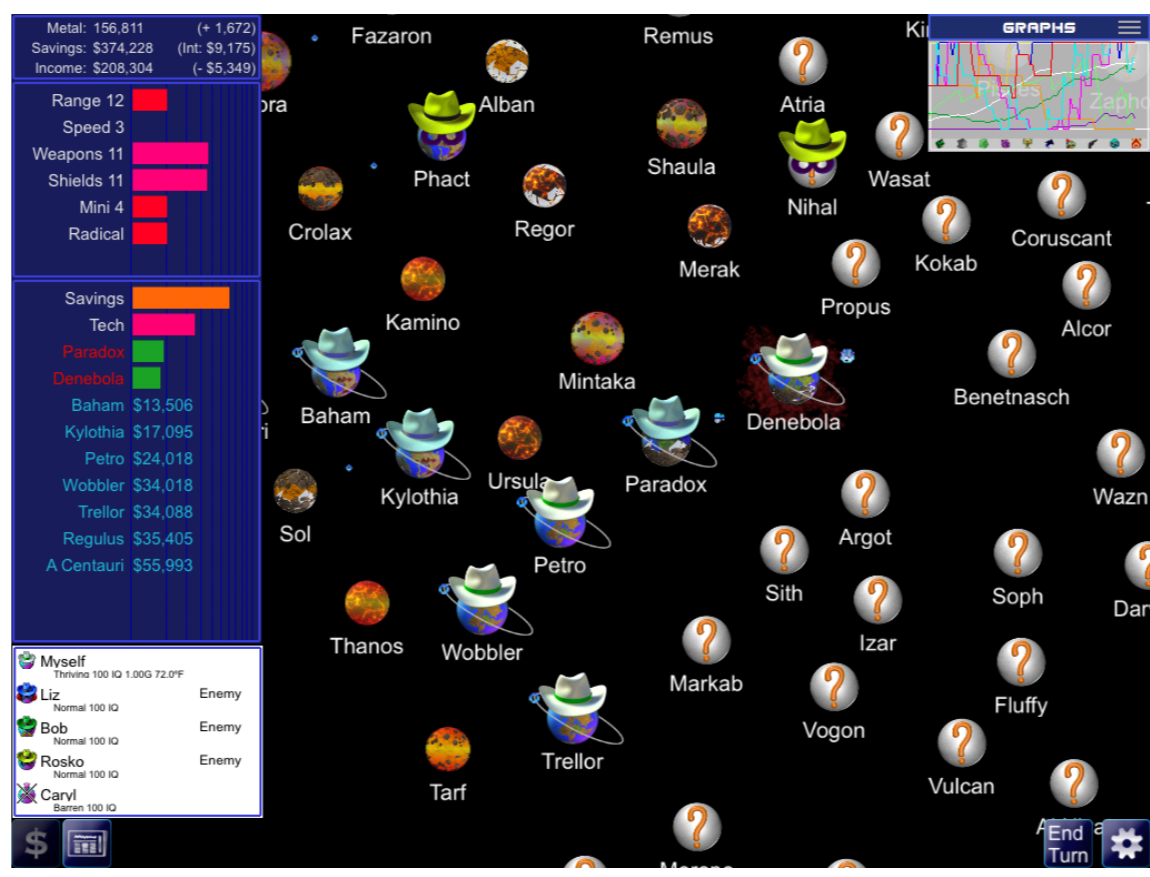 Metal: 156,811 (+ 1,672)
Savings: $374,228 (Int: $9,175)
Income: $208,304 (- $5,349)
Range 12
Speed 3
Weapons 11
Shields 11
Mini 4
Radical
Savings
Tech
Paradox
Denebola
Baham $13,506
Kylothia $17,095
Petro $24,018
Wobbler $34,018
Trellor $34,088
Regulus $35,405
A Centauri $55,993
Myself
Thriving 100 IQ 1.00G 72.0°F
Liz Enemy
Normal 100 IQ
Bob Enemy
Normal 100 IQ
Rosko Enemy
Normal 100 IQ
Caryl
Barren 100 IQ
$
GRAPHS
Fazaron
Remus
Alban
Atria
Phact
Shaula
Wasat
Crolax
Regor
Nihal
Coruscant
Merak
Kokab
Kamino
Propus
Alcor
Mintaka
Benetnasch
Baham
Denebola
Kylothia
Ursula
Paradox
Wazn
Sol
Petro
Argot
Sith
Soph
Thanos
Wobbler
Izar
Markab
Fluffy
Vogon
Trellor
Tarf
Vulcan
End
Turn